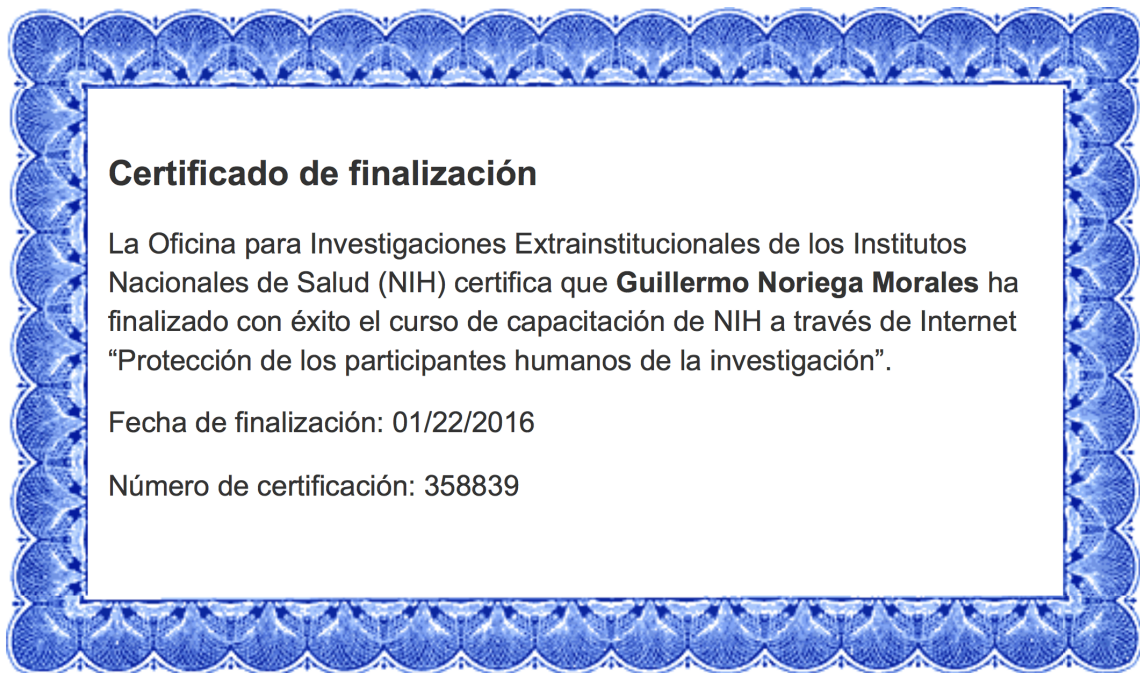 Certificado de finalización
La Oficina para Investigaciones Extrainstitucionales de los Institutos
Nacionales de Salud (NIH) certifica que Guillermo Noriega Morales ha
finalizado con éxito el curso de capacitación de NIH a través de Internet
“Protección de los participantes humanos de la investigación”.
Fecha de finalización: 01/22/2016
Número de certificación: 358839